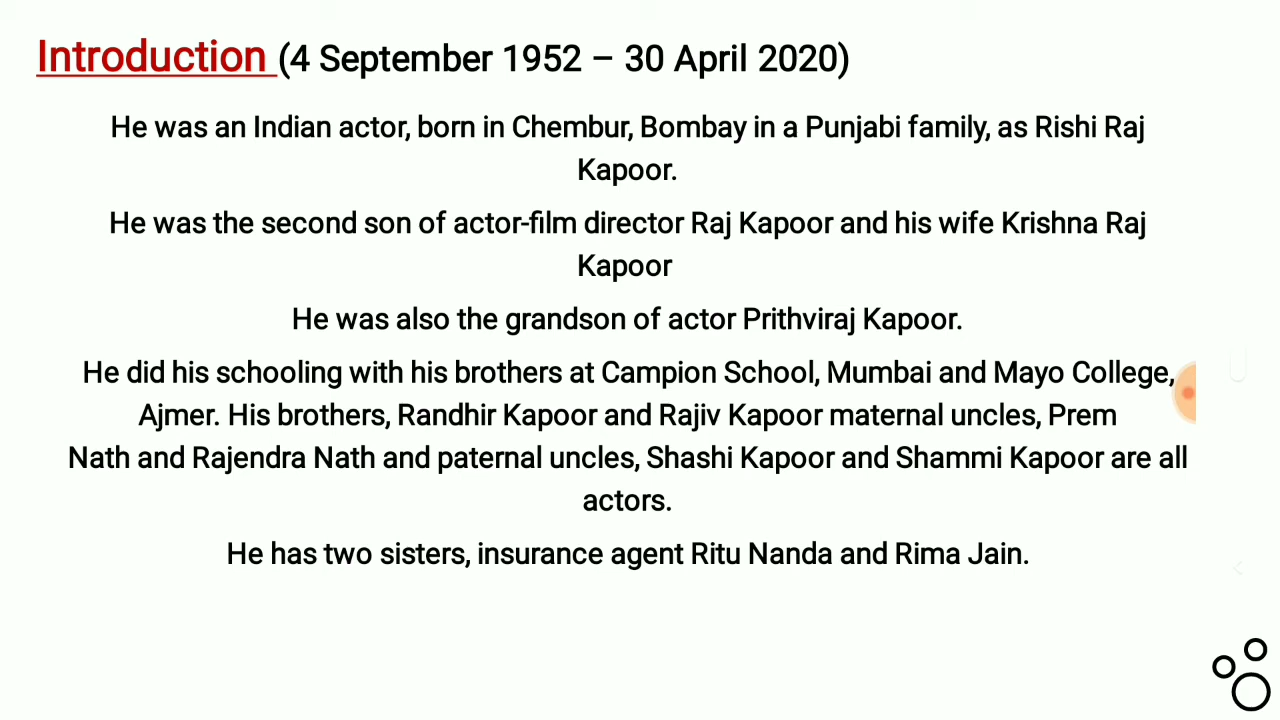 Introduction (4 September 1952 – 30 April 2020)
He was an Indian actor, born in Chembur, Bombay in a Punjabi family, as Rishi Raj
Kapoor.
He was the second son of actor-film director Raj Kapoor and his wife Krishna Raj
Kapoor
He was also the grandson of actor Prithviraj Kapoor.
He did his schooling with his brothers at Campion School, Mumbai and Mayo College,
Ajmer. His brothers, Randhir Kapoor and Rajiv Kapoor maternal uncles, Prem
Nath and Rajendra Nath and paternal uncles, Shashi Kapoor and Shammi Kapoor are all
actors.
He has two sisters, insurance agent Ritu Nanda and Rima Jain.